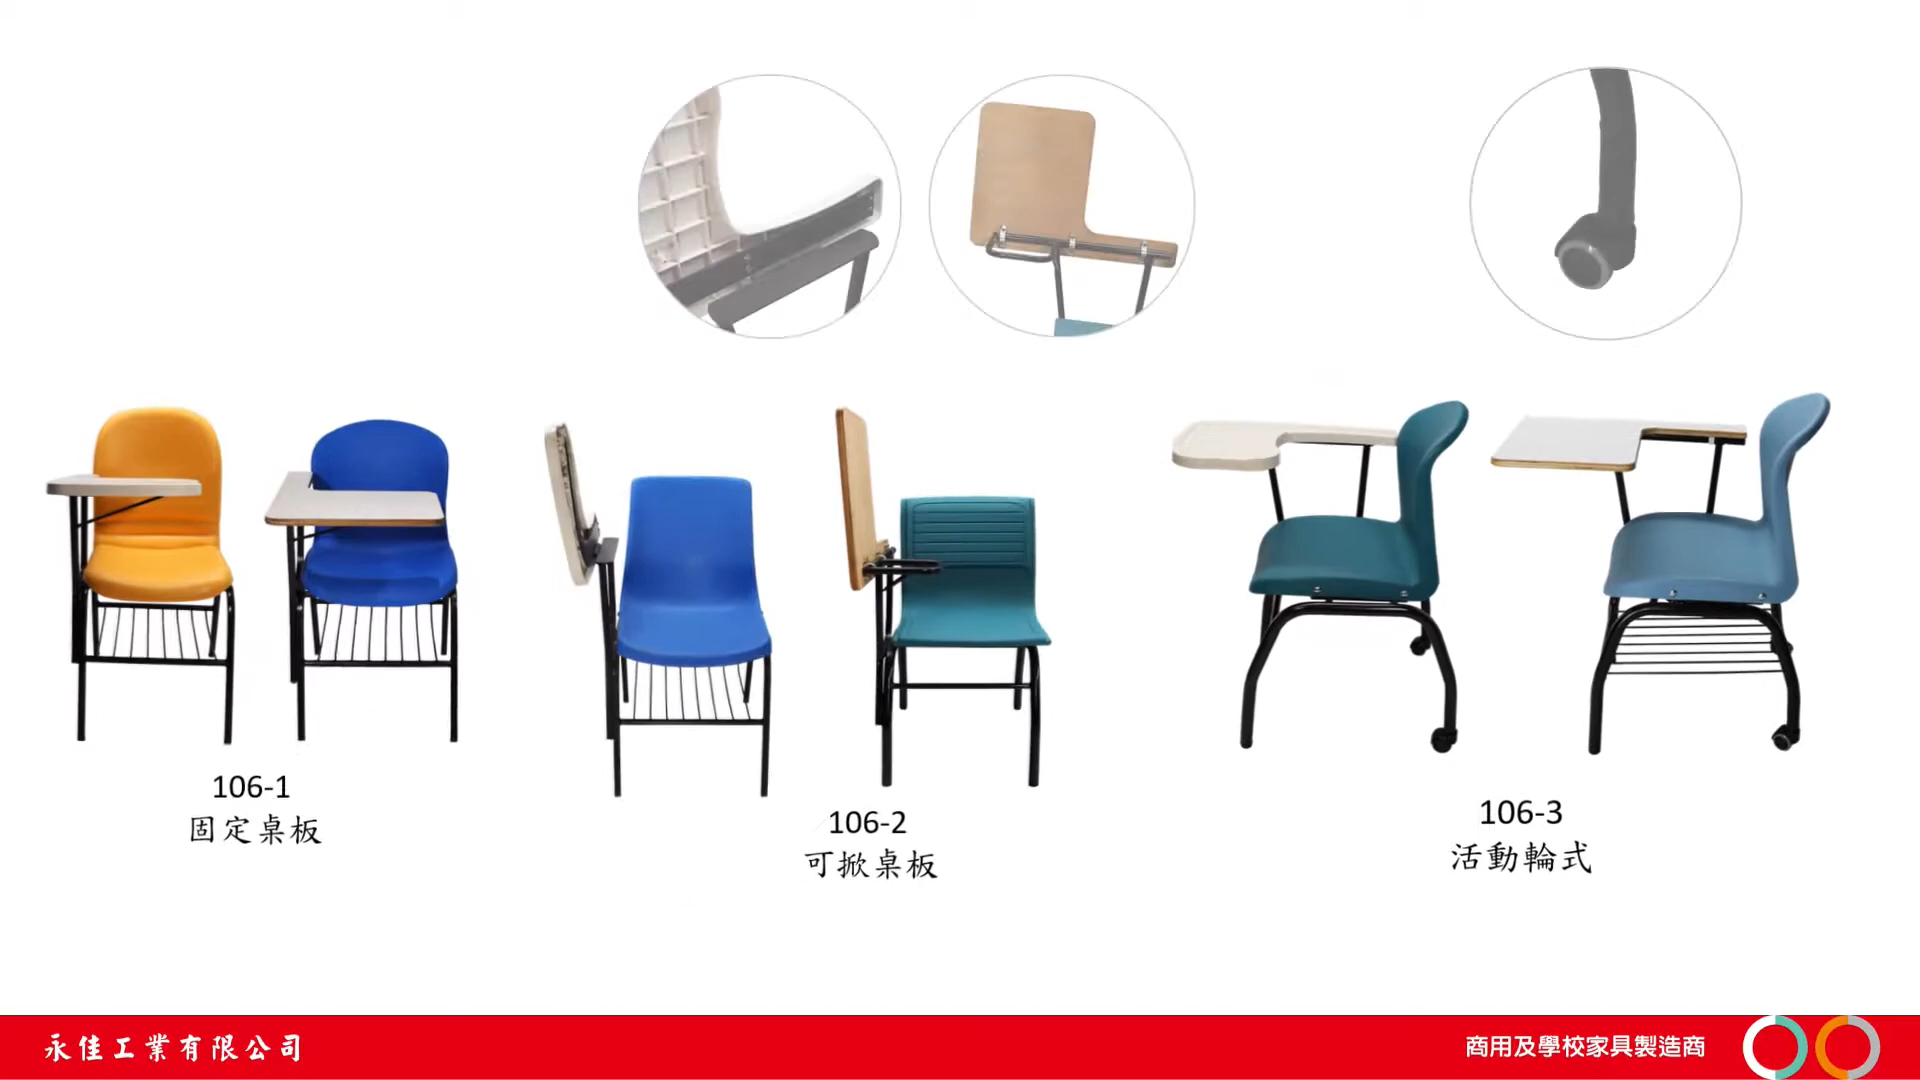 106-1
固定桌板
106-2
可掀桌板
106-3
活動輪式
永佳工業有限公司
商用及學校家具製造商